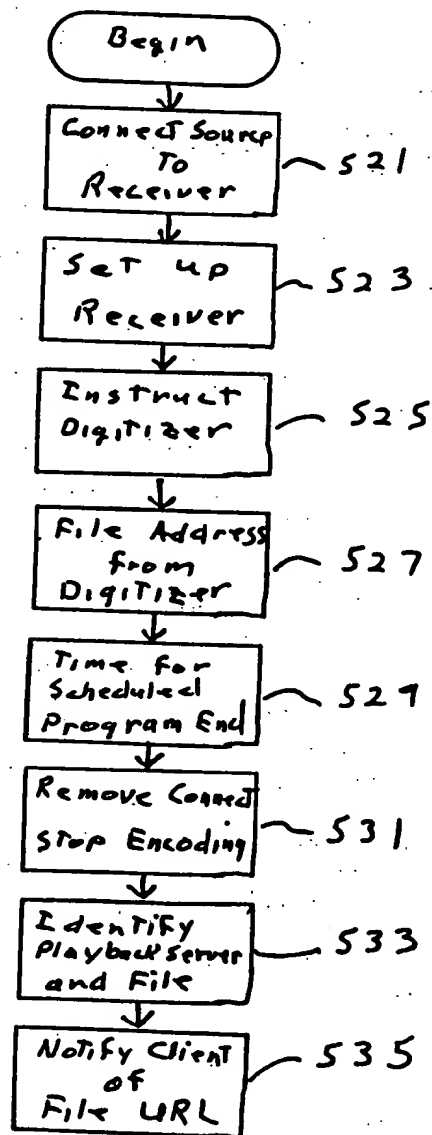 Begin
Connect Source
To
Receiver
521
Set up
Receiver
523
Instruct
Digitizer
525
File Address
from
Digitizer
527
Time for
Scheduled
Program End
529
Remove Connect
Stop Encoding
531
Identify
Playback Server
and File
533
Notify Client
of
File URL
535